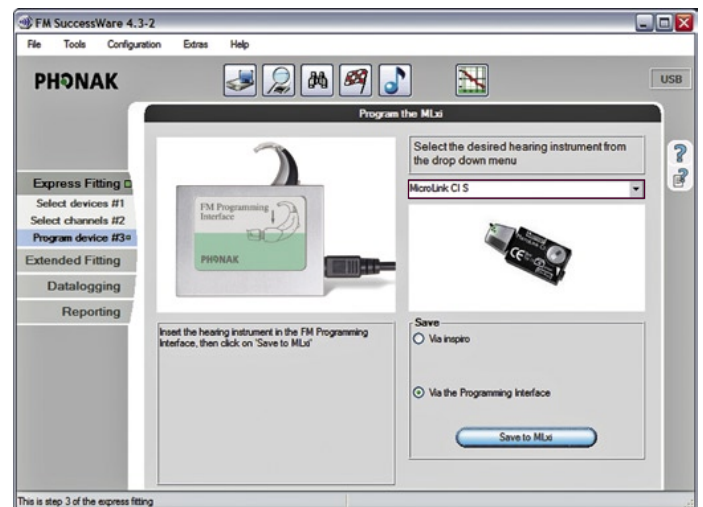 FM SuccessWare 4.3-2
File Tools Configuration Extras Help
PHONAK
USB
Program the MLxi
Select the desired hearing instrument from
the drop down menu
MicroLink CI S
Express Fitting
Select devices #1
Select channels #2
Program device #3
Extended Fitting
Datalogging
Reporting
FM Programming
Interface
PHONAK
MicroLink CI
CE
Insert the hearing instrument in the FM Programming
Interface, then click on 'Save to MLxi'
Save
Via inspiro
Via the Programming Interface
Save to MLxi
This is step 3 of the express fitting